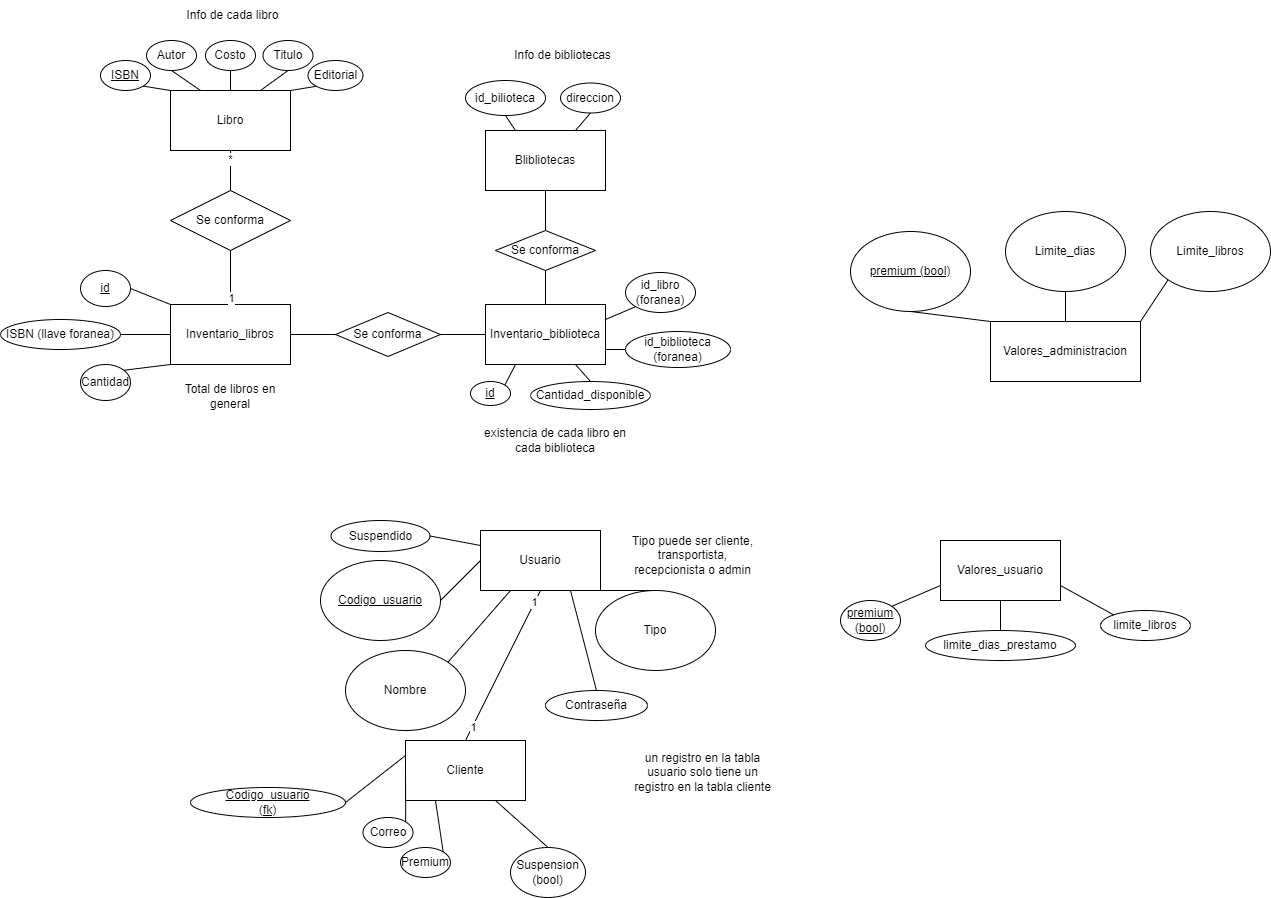 Info de cada libro
Autor
Costo
Titulo
ISBN
Editorial
Libro
*
Se conforma
1
id
ISBN (llave foranea)
Cantidad
Inventario_libros
Total de libros en
general
Se conforma
Info de bibliotecas
id_bilioteca
direccion
Blibliotecas
Se conforma
id_libro
(foranea)
Inventario_biblioteca
id_biblioteca
(foranea)
id
Cantidad_disponible
existencia de cada libro en
cada biblioteca
premium (bool)
Limite_dias
Limite_libros
Valores_administracion
Suspendido
Usuario
Tipo puede ser cliente,
transportista,
recepcionista o admin
Codigo_usuario
1
Tipo
Nombre
Contraseña
1
Cliente
un registro en la tabla
usuario solo tiene un
registro en la tabla cliente
Codigo_usuario
(fk)
Correo
Premium
Suspension
(bool)
Valores_usuario
premium
(bool)
limite_dias_prestamo
limite_libros